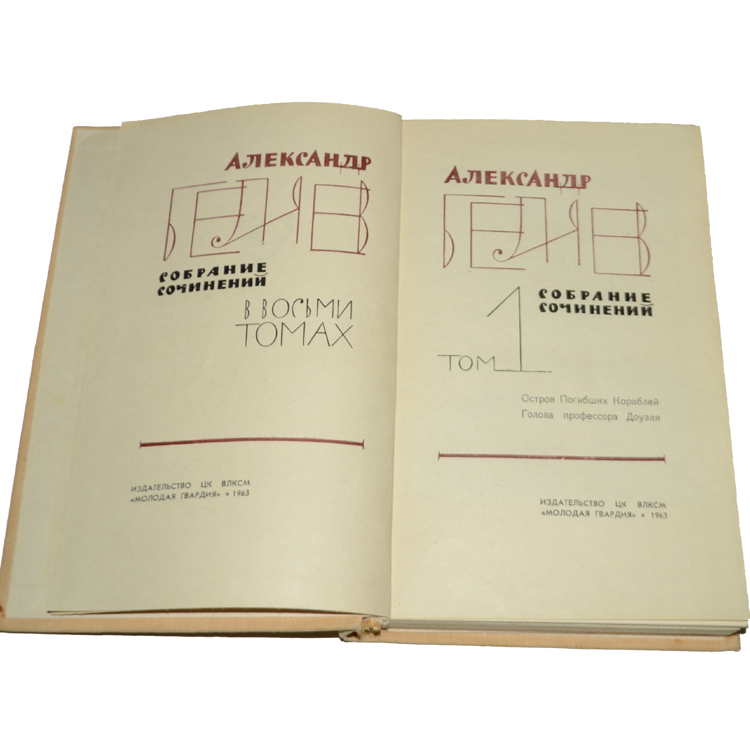 АЛЕКСАНДР
БЕЛЯЕВ
СОБРАНИЕ
СОЧИНЕНИЙ
В ВОСЬМИ
ТОМАХ
ИЗДАТЕЛЬСТВО ЦК ВЛКСМ
«МОЛОДАЯ ГВАРДИЯ» • 1963
АЛЕКСАНДР
БЕЛЯЕВ
СОБРАНИЕ
СОЧИНЕНИЙ
ТОМ 1
Остров Погибших Кораблей
Голова профессора Доуэля
ИЗДАТЕЛЬСТВО ЦК ВЛКСМ
«МОЛОДАЯ ГВАРДИЯ» • 1963